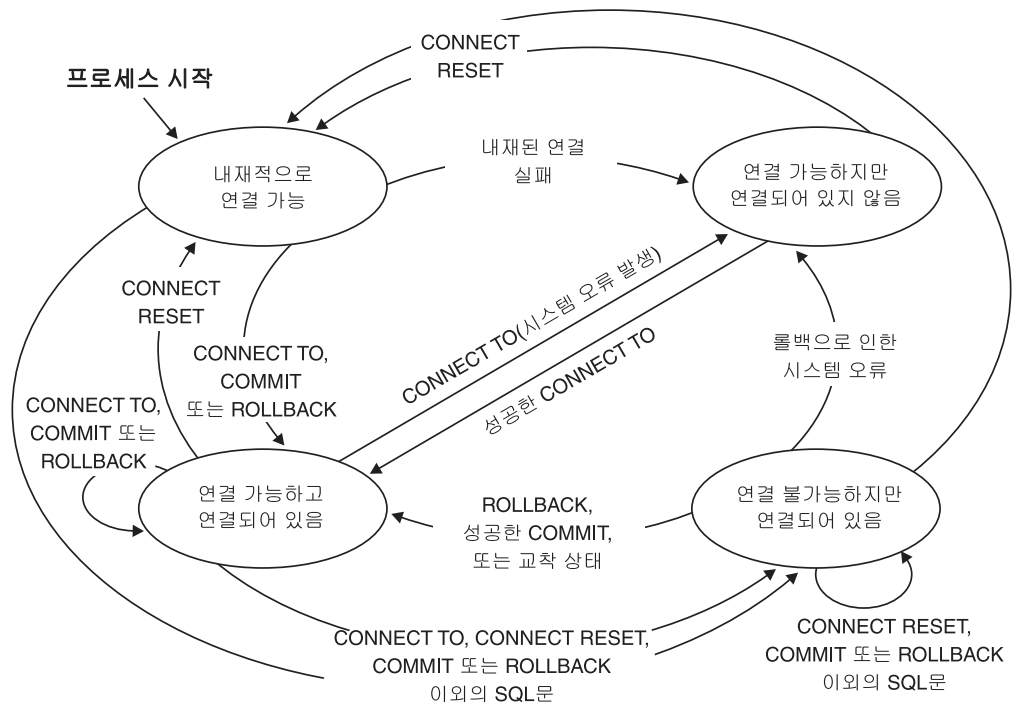 CONNECT
RESET
프로세스 시작
내재적으로
연결 가능
내재된 연결
실패
연결 가능하지만
연결되어 있지 않음
CONNECT
RESET
CONNECT TO(시스템 오류 발생)
성공한 CONNECT TO
롤백으로 인한
시스템 오류
CONNECT TO,
COMMIT
또는 ROLLBACK
CONNECT TO,
COMMIT 또는
ROLLBACK
연결 가능하고
연결되어 있음
ROLLBACK,
성공한 COMMIT,
또는 교착 상태
연결 불가능하지만
연결되어 있음
CONNECT TO, CONNECT RESET,
COMMIT 또는 ROLLBACK
이외의 SQL문
CONNECT RESET,
COMMIT 또는 ROLLBACK
이외의 SQL문